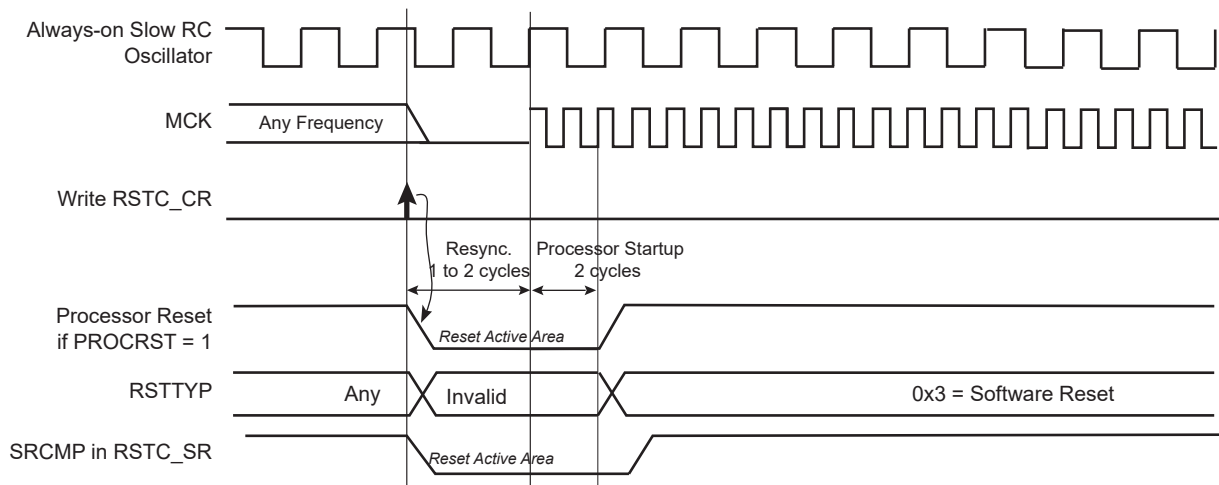 Always-on Slow RC
Oscillator
MCK
Any Frequency
Write RSTC_CR
Resync.
1 to 2 cycles
Processor Startup
2 cycles
Processor Reset
if PROCRST = 1
Reset Active Area
RSTTYP
Any
Invalid
0x3 = Software Reset
SRCMP in RSTC_SR
Reset Active Area